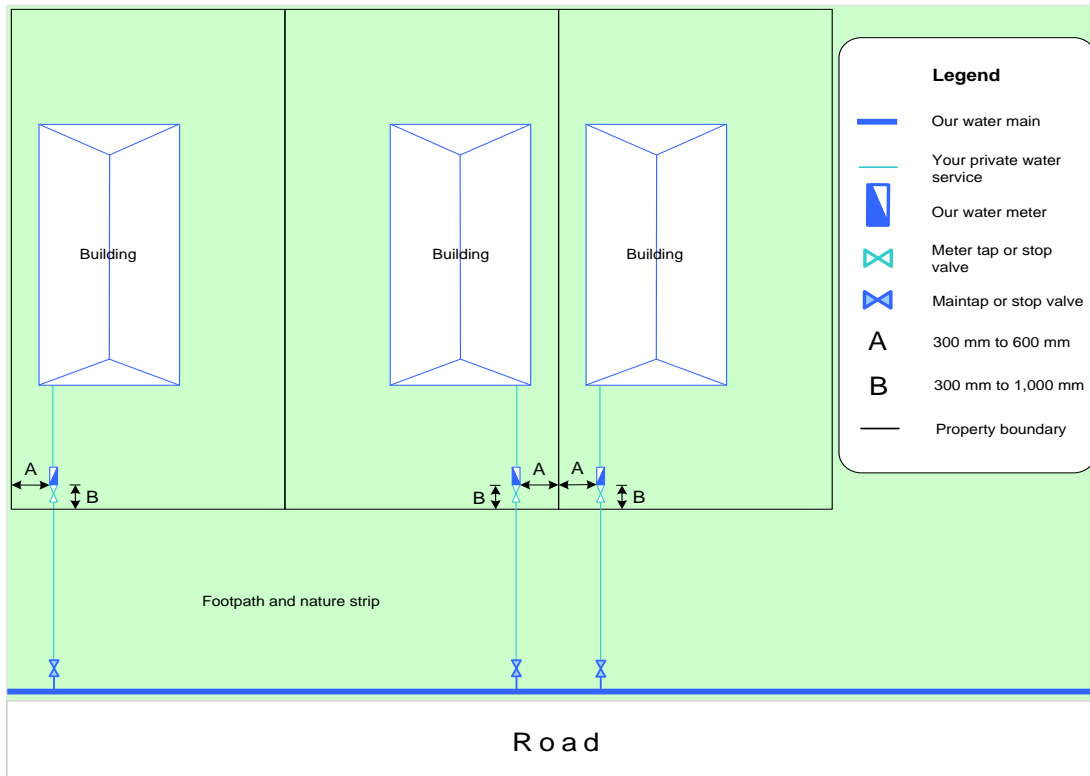 Legend
Our water main
Your private water
service
Our water meter
Meter tap or stop
valve
Maintap or stop valve
A 300 mm to 600 mm
B 300 mm to 1,000 mm
Property boundary
Building
Building
Building
A
B
A
B
A
B
Footpath and nature strip
Road